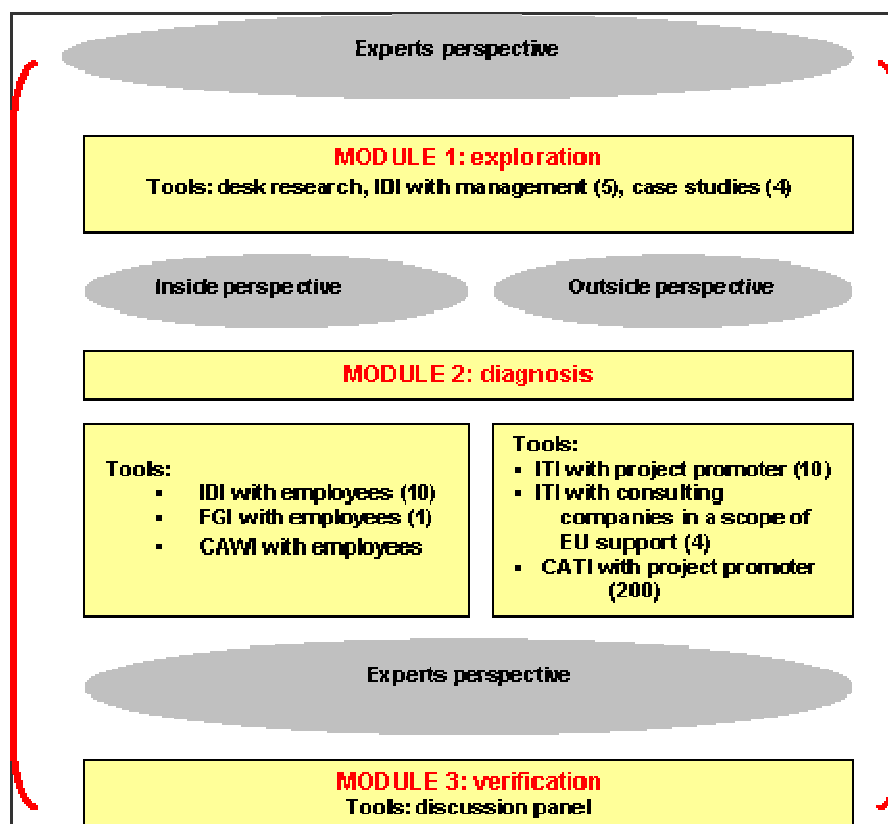 Experts perspective
MODULE 1: exploration
Tools: desk research, IDI with management (5), case studies (4)
Inside perspective
Outside perspective
MODULE 2: diagnosis
Tools:
▪ IDI with employees (10)
▪ FGI with employees (1)
▪ CAWI with employees
Tools:
▪ ITI with project promoter (10)
▪ ITI with consulting
companies in a scope of
EU support (4)
▪ CATI with project promoter
(200)
Experts perspective
MODULE 3: verification
Tools: discussion panel